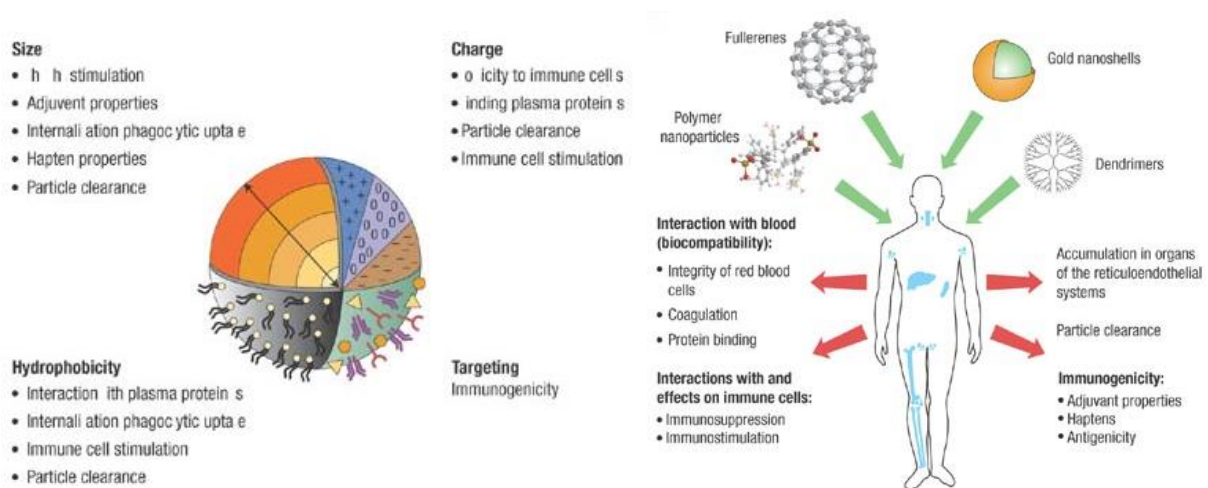 Size
• h h stimulation
• Adjuvent properties
• Internali ation phagocytic upta e
• Hapten properties
• Particle clearance
Charge
• o icity to immune cell s
• inding plasma protein s
• Particle clearance
• Immune cell stimulation
Hydrophobicity
• Interaction ith plasma protein s
• Internali ation phagocytic upta e
• Immune cell stimulation
• Particle clearance
Targeting
Immunogenicity
Fullerenes
Gold nanoshells
Polymer
nanoparticles
Dendrimers
Interaction with blood
(biocompatibility):
• Integrity of red blood
cells
• Coagulation
• Protein binding
Interactions with and
effects on immune cells:
• Immunosuppression
• Immunostimulation
Accumulation in organs
of the reticuloendothelial
systems
Particle clearance
Immunogenicity:
• Adjuvant properties
• Haptens
• Antigenicity